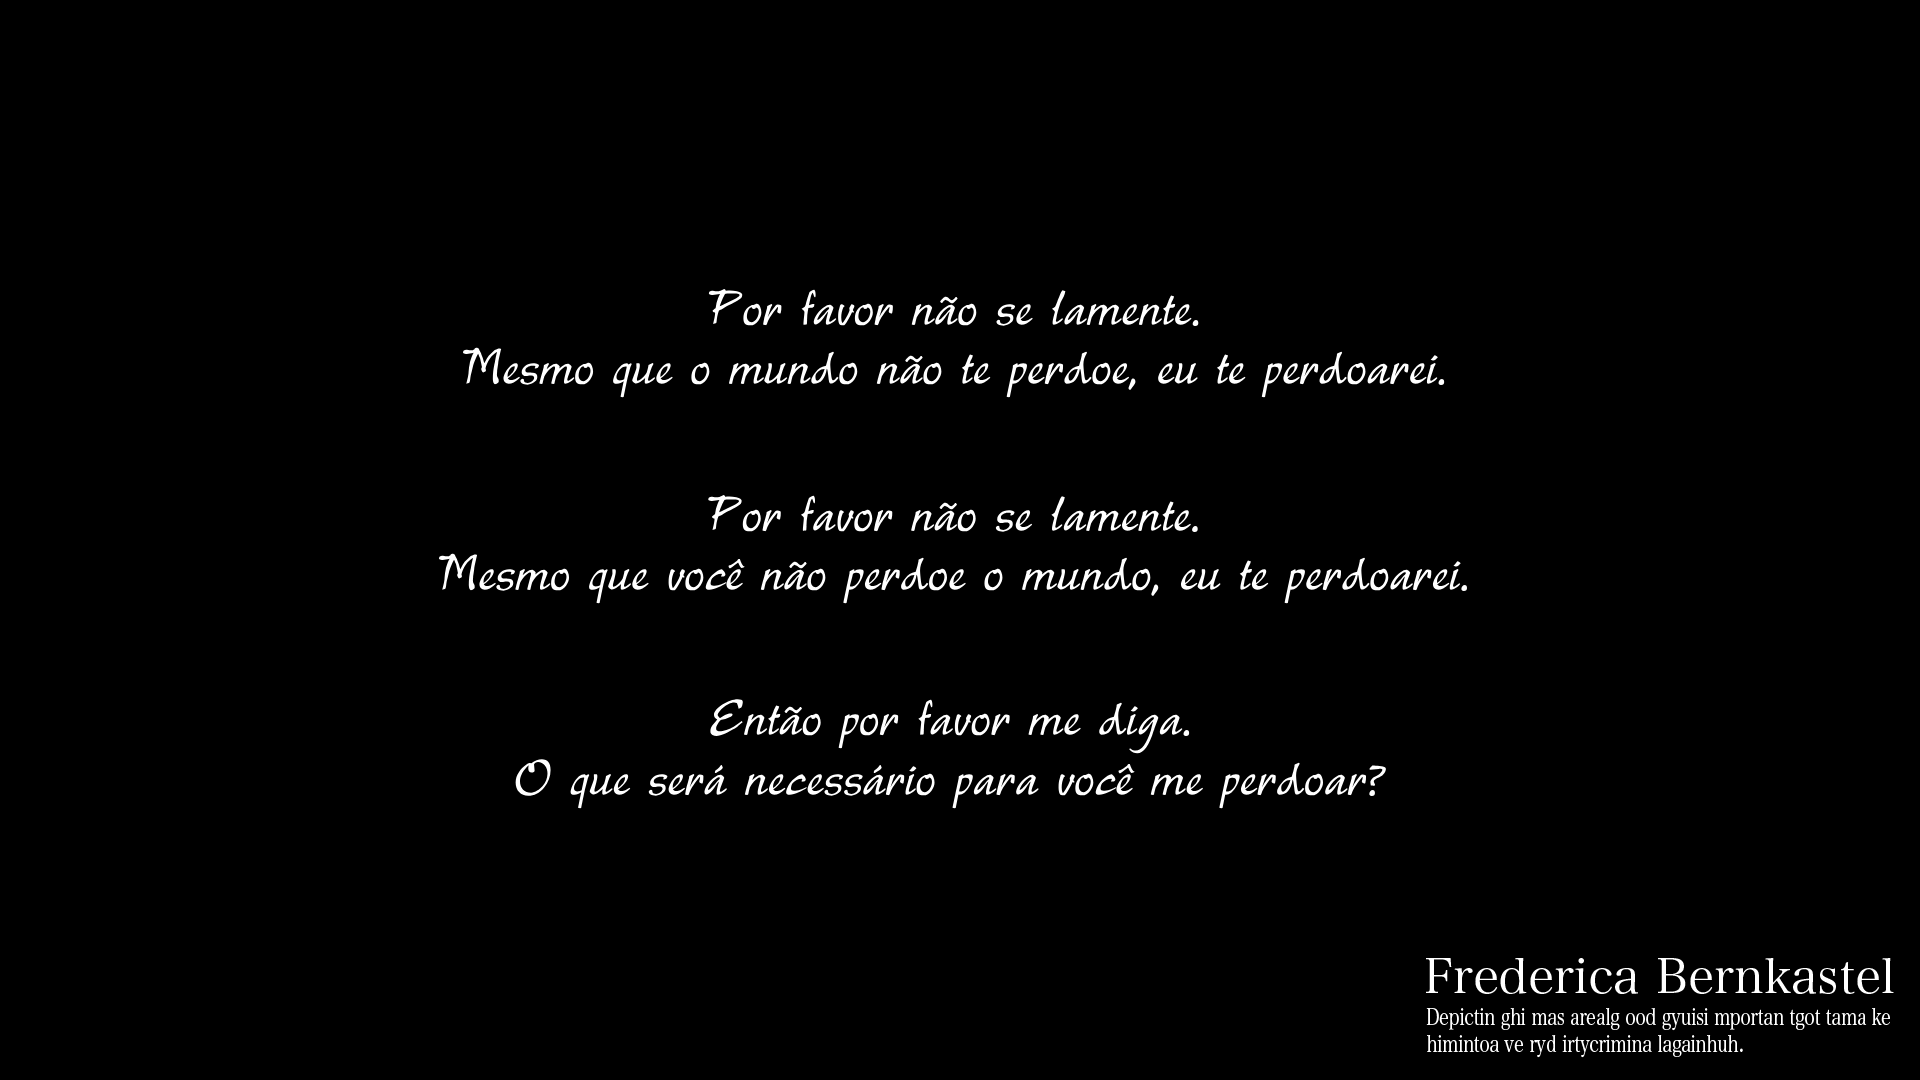 Por favor não se lamente.
Mesmo que o mundo não te perdoe, eu te perdoarei.
Por favor não se lamente.
Mesmo que você não perdoe o mundo, eu te perdoarei.
Então por favor me diga.
O que será necessário para você me perdoar?
Frederica Bernkastel
Depictin ghi mas arealg ood gyuisi mportan tgot tama ke
himintoa ve ryd irtycrimina lagainhuh.